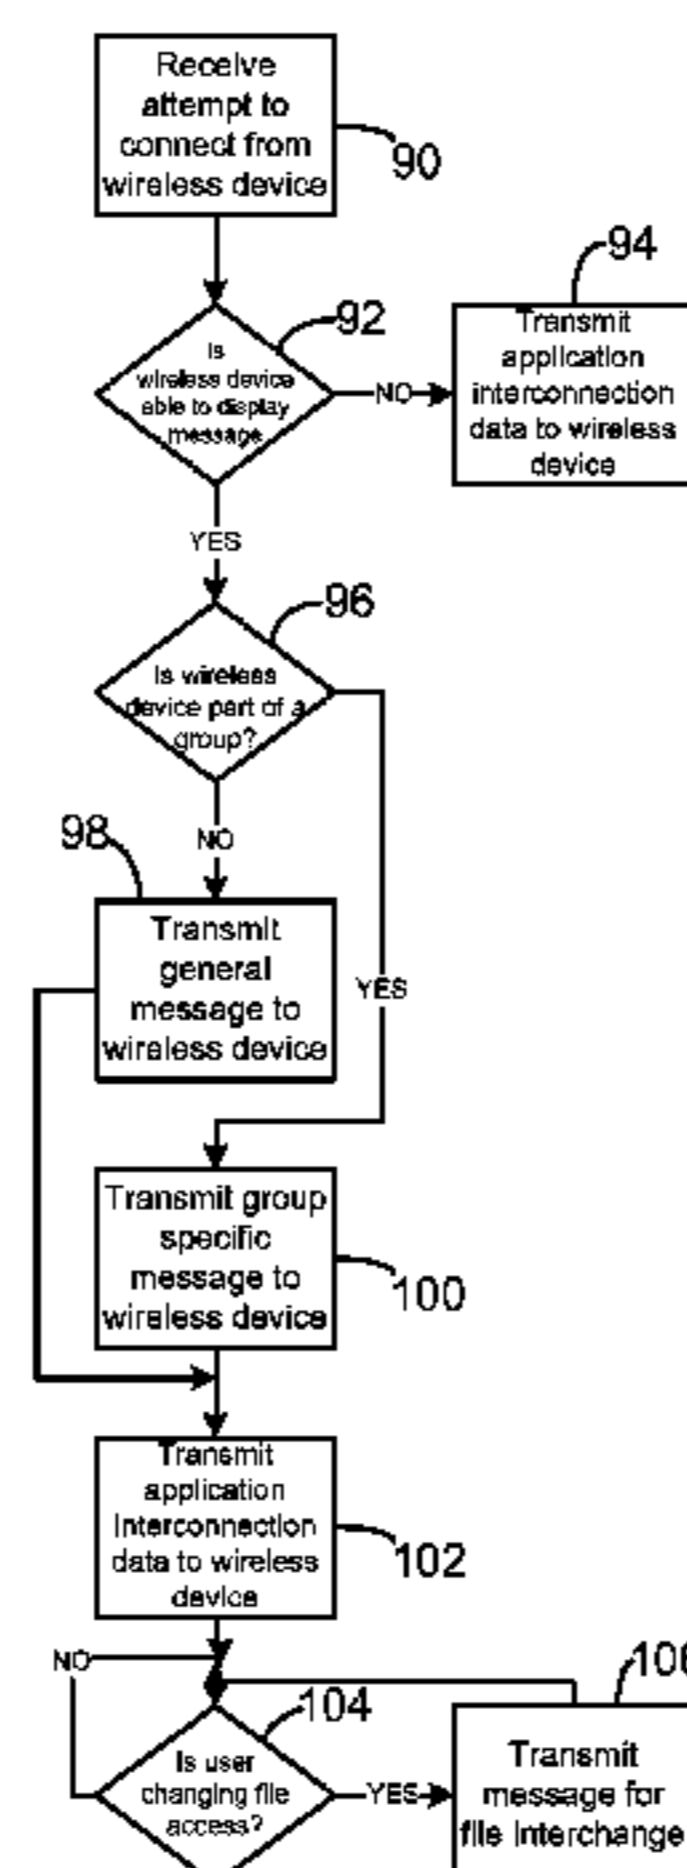 Receive
attempt to
connect from
wireless device
90
94
92
Is
wireless device
able to display
message
NO
Transmit
application
interconnection
data to wireless
device
YES
96
Is wireless
device part of a
group?
98
NO
Transmit
general
message to
wireless device
YES
Transmit group
specific
message to
wireless device
100
Transmit
application
interconnection
data to wireless
device
102
NO
106
104
Is user
changing file
access?
YES
Transmit
message for
file interchange